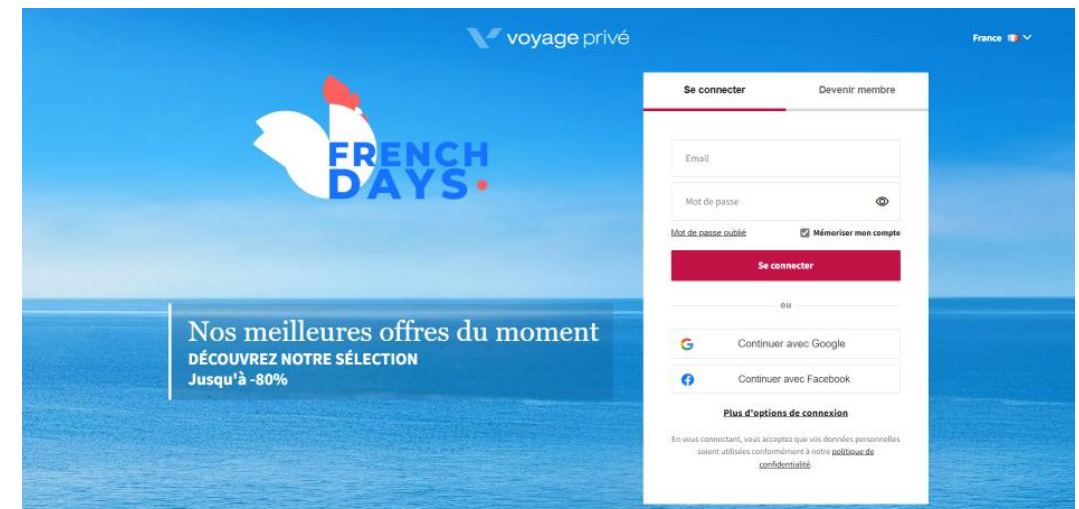 voyage privé
France
FRENCH
DAYS.
Nos meilleures offres du moment
DÉCOUVREZ NOTRE SÉLECTION
Jusqu'à -80%
Se connecter
Devenir membre
Email
Mot de passe
Mot de passe oublié
Mémoriser mon compte
Se connecter
ou
Continuer avec Google
Continuer avec Facebook
Plus d'options de connexion
En vous connectant, vous acceptez que vos données personnelles
soient utilisées conformément à notre politique de
confidentialité.